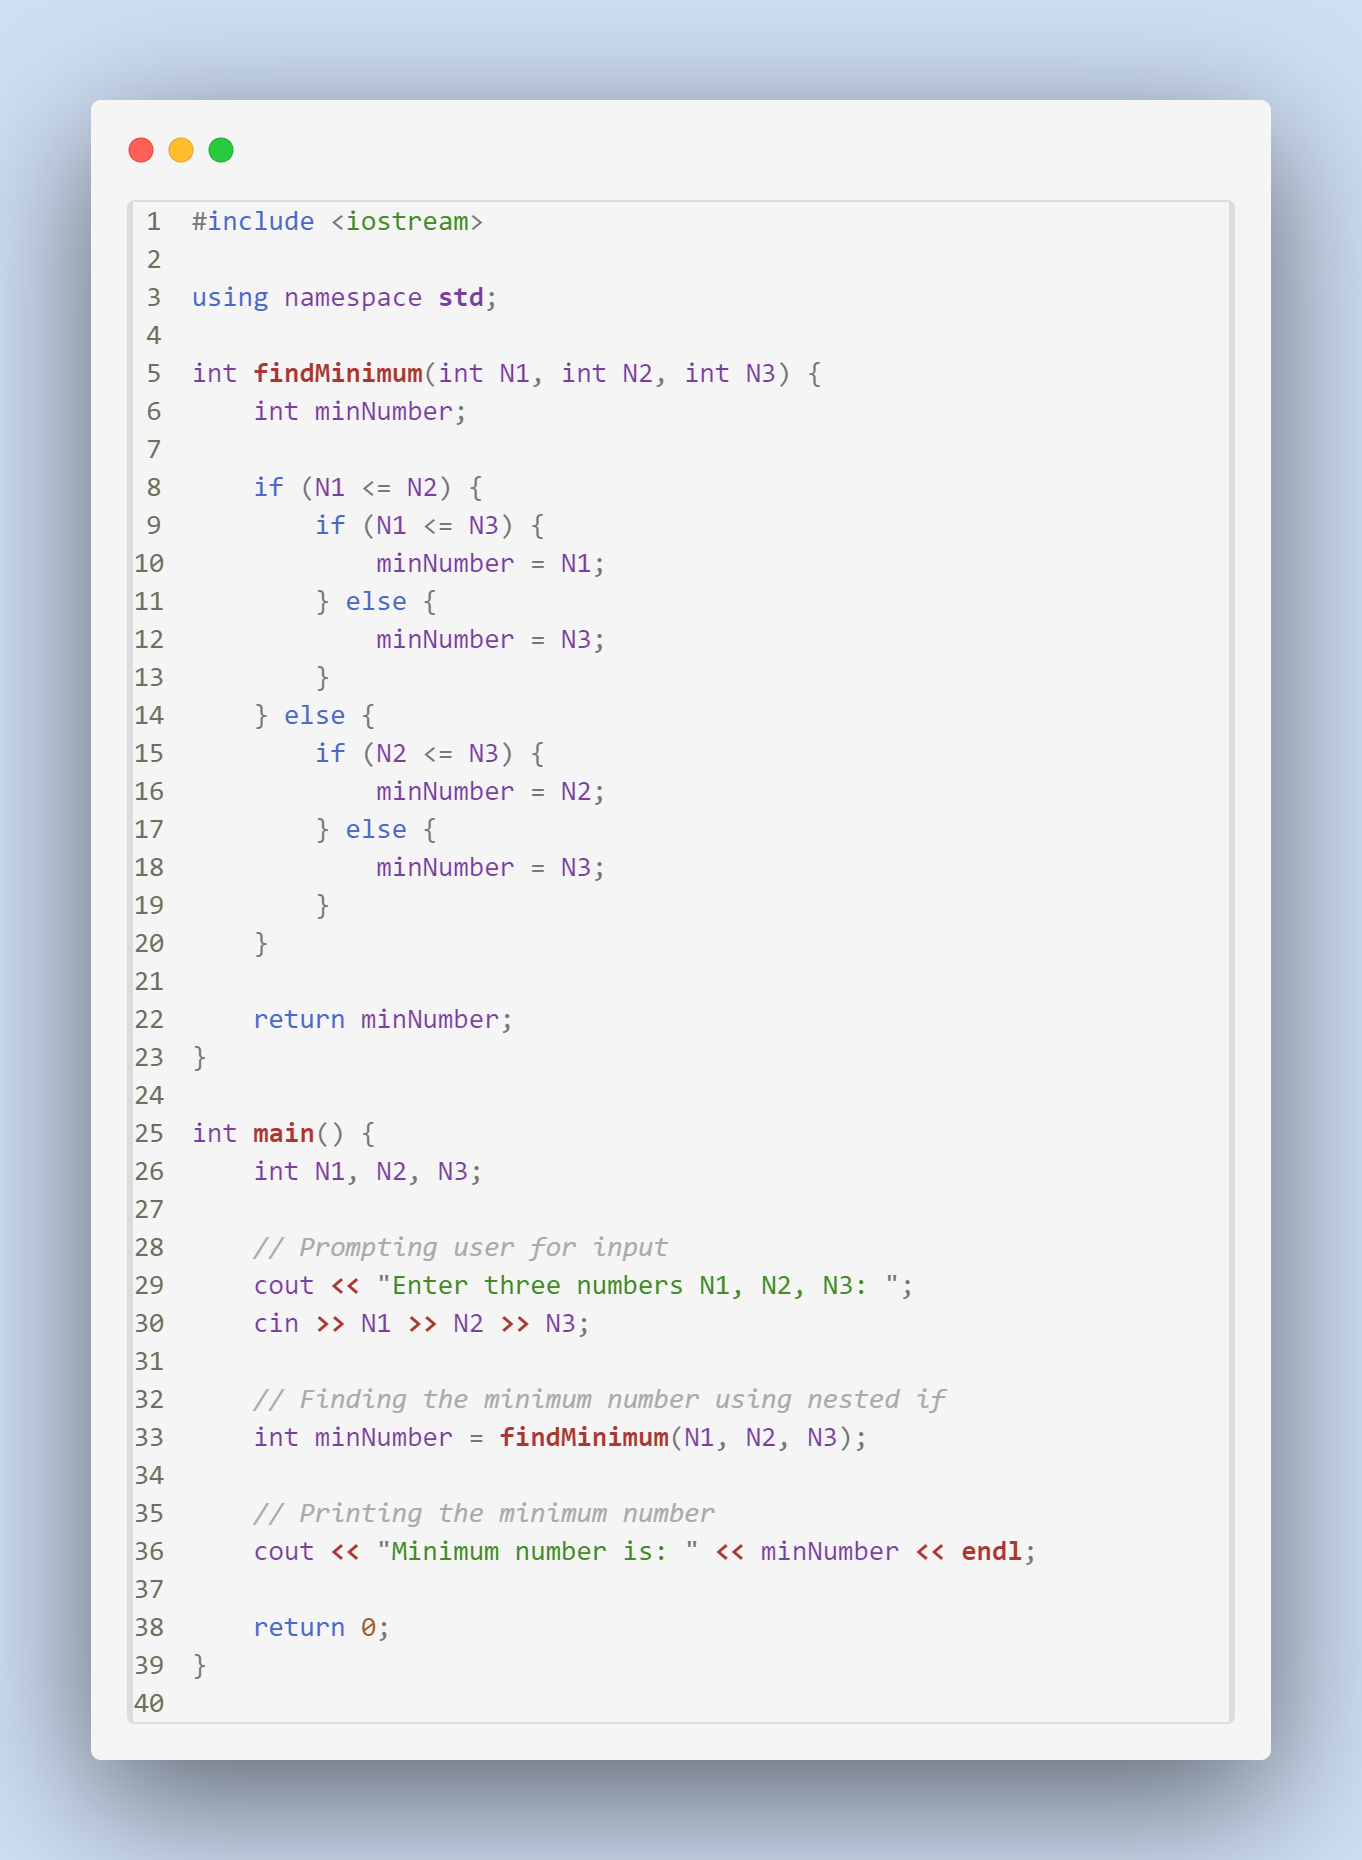 1 #include <iostream>
2
3 using namespace std;
4
5 int findMinimum(int N1, int N2, int N3) {
6     int minNumber;
7
8     if (N1 <= N2) {
9         if (N1 <= N3) {
10             minNumber = N1;
11         } else {
12             minNumber = N3;
13         }
14     } else {
15         if (N2 <= N3) {
16             minNumber = N2;
17         } else {
18             minNumber = N3;
19         }
20     }
21
22     return minNumber;
23 }
24
25 int main() {
26     int N1, N2, N3;
27
28     // Prompting user for input
29     cout << "Enter three numbers N1, N2, N3: ";
30     cin >> N1 >> N2 >> N3;
31
32     // Finding the minimum number using nested if
33     int minNumber = findMinimum(N1, N2, N3);
34
35     // Printing the minimum number
36     cout << "Minimum number is: " << minNumber << endl;
37
38     return 0;
39 }
40